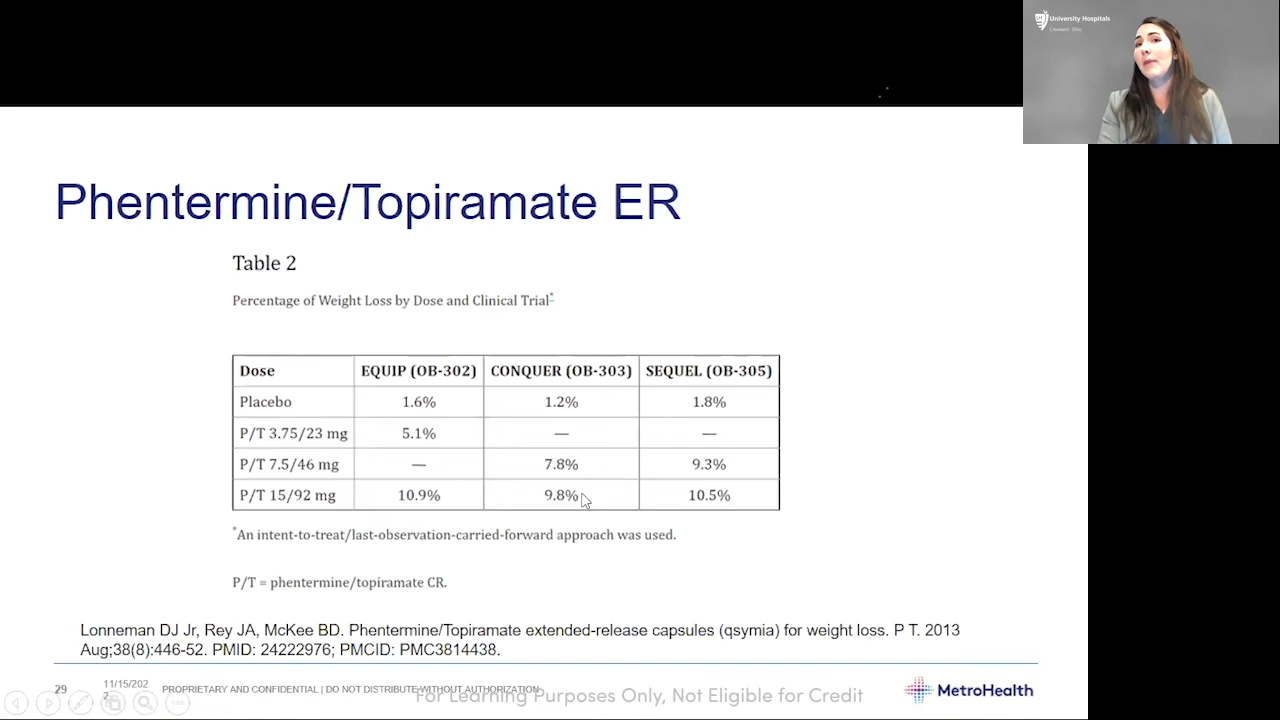 University Hospitals
Cleveland Ohio
Phentermine/Topiramate ER
Table 2
Percentage of Weight Loss by Dose and Clinical Trial*
Dose EQUIP (OB-302) CONQUER (OB-303) SEQUEL (OB-305)
Placebo 1.6% 1.2% 1.8%
P/T 3.75/23 mg 5.1% — —
P/T 7.5/46 mg — 7.8% 9.3%
P/T 15/92 mg 10.9% 9.8% 10.5%
*An intent-to-treat/last-observation-carried-forward approach was used.
P/T = phentermine/topiramate CR.
Lonneman DJ Jr, Rey JA, McKee BD. Phentermine/Topiramate extended-release capsules (qsymia) for weight loss. P T. 2013
Aug;38(8):446-52. PMID: 24222976; PMCID: PMC3814438.
29
11/15/202
2
PROPRIETARY AND CONFIDENTIAL | DO NOT DISTRIBUTE WITHOUT AUTHORIZATION
For Learning Purposes Only, Not Eligible for Credit
MetroHealth